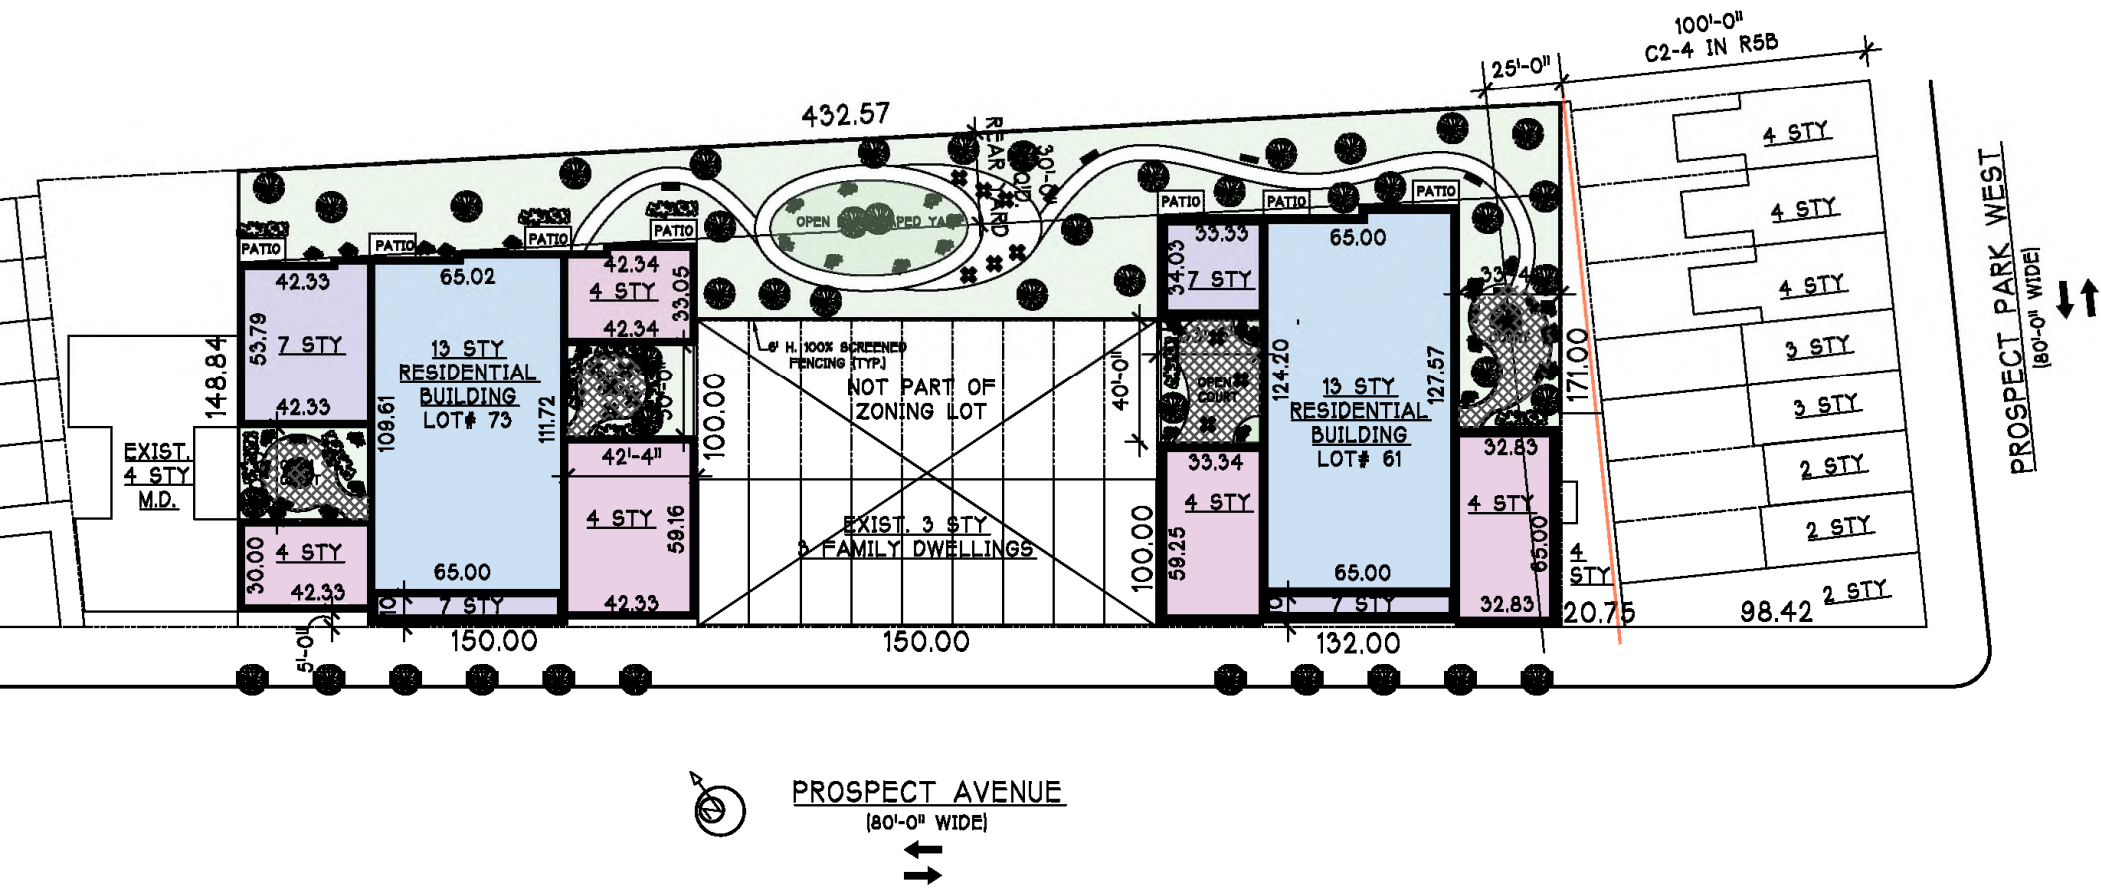 100'-0"
C2-4 IN R5B
25'-0"
432.57
REAR YARD
30'-0"
PATIO
PATIO
PATIO
PATIO
PATIO
PATIO
PATIO
OPEN
42.33
53.79
7 STY
42.33
148.84
EXIST.
4 STY
M.D.
30.00
4 STY
42.33
5'-0"
65.02
13 STY
RESIDENTIAL
BUILDING
LOT# 73
109.61
111.72
65.00
10
7 STY
150.00
42.34
4 STY
33.05
42.34
30'-0"
42'-4"
4 STY
59.16
42.33
100.00
6' H. 100% SCREENED
FENCING (TYP.)
NOT PART OF
ZONING LOT
EXIST. 3 STY
3 FAMILY DWELLINGS
150.00
40'-0"
100.00
33.33
34.03
7 STY
OPEN
COURT
33.34
4 STY
59.25
65.00
124.20
127.57
13 STY
RESIDENTIAL
BUILDING
LOT# 61
65.00
10
7 STY
132.00
33.74
171.00
32.83
4 STY
65.00
32.83
4
STY
20.75
98.42
4 STY
4 STY
4 STY
3 STY
3 STY
2 STY
2 STY
2 STY
PROSPECT PARK WEST
(80'-0" WIDE)
PROSPECT AVENUE
(80'-0" WIDE)